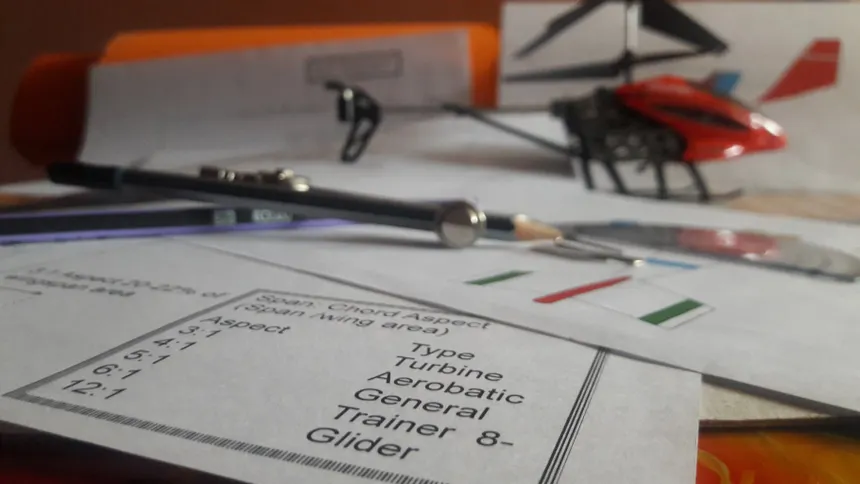 5:1 Aspect 20-22% of
wingspan area
Span: Chord Aspect
(Span /wing area)
Aspect Type
3:1 Turbine
4:1 Aerobatic
5:1 General
6:1 Trainer 8-
12:1 Glider